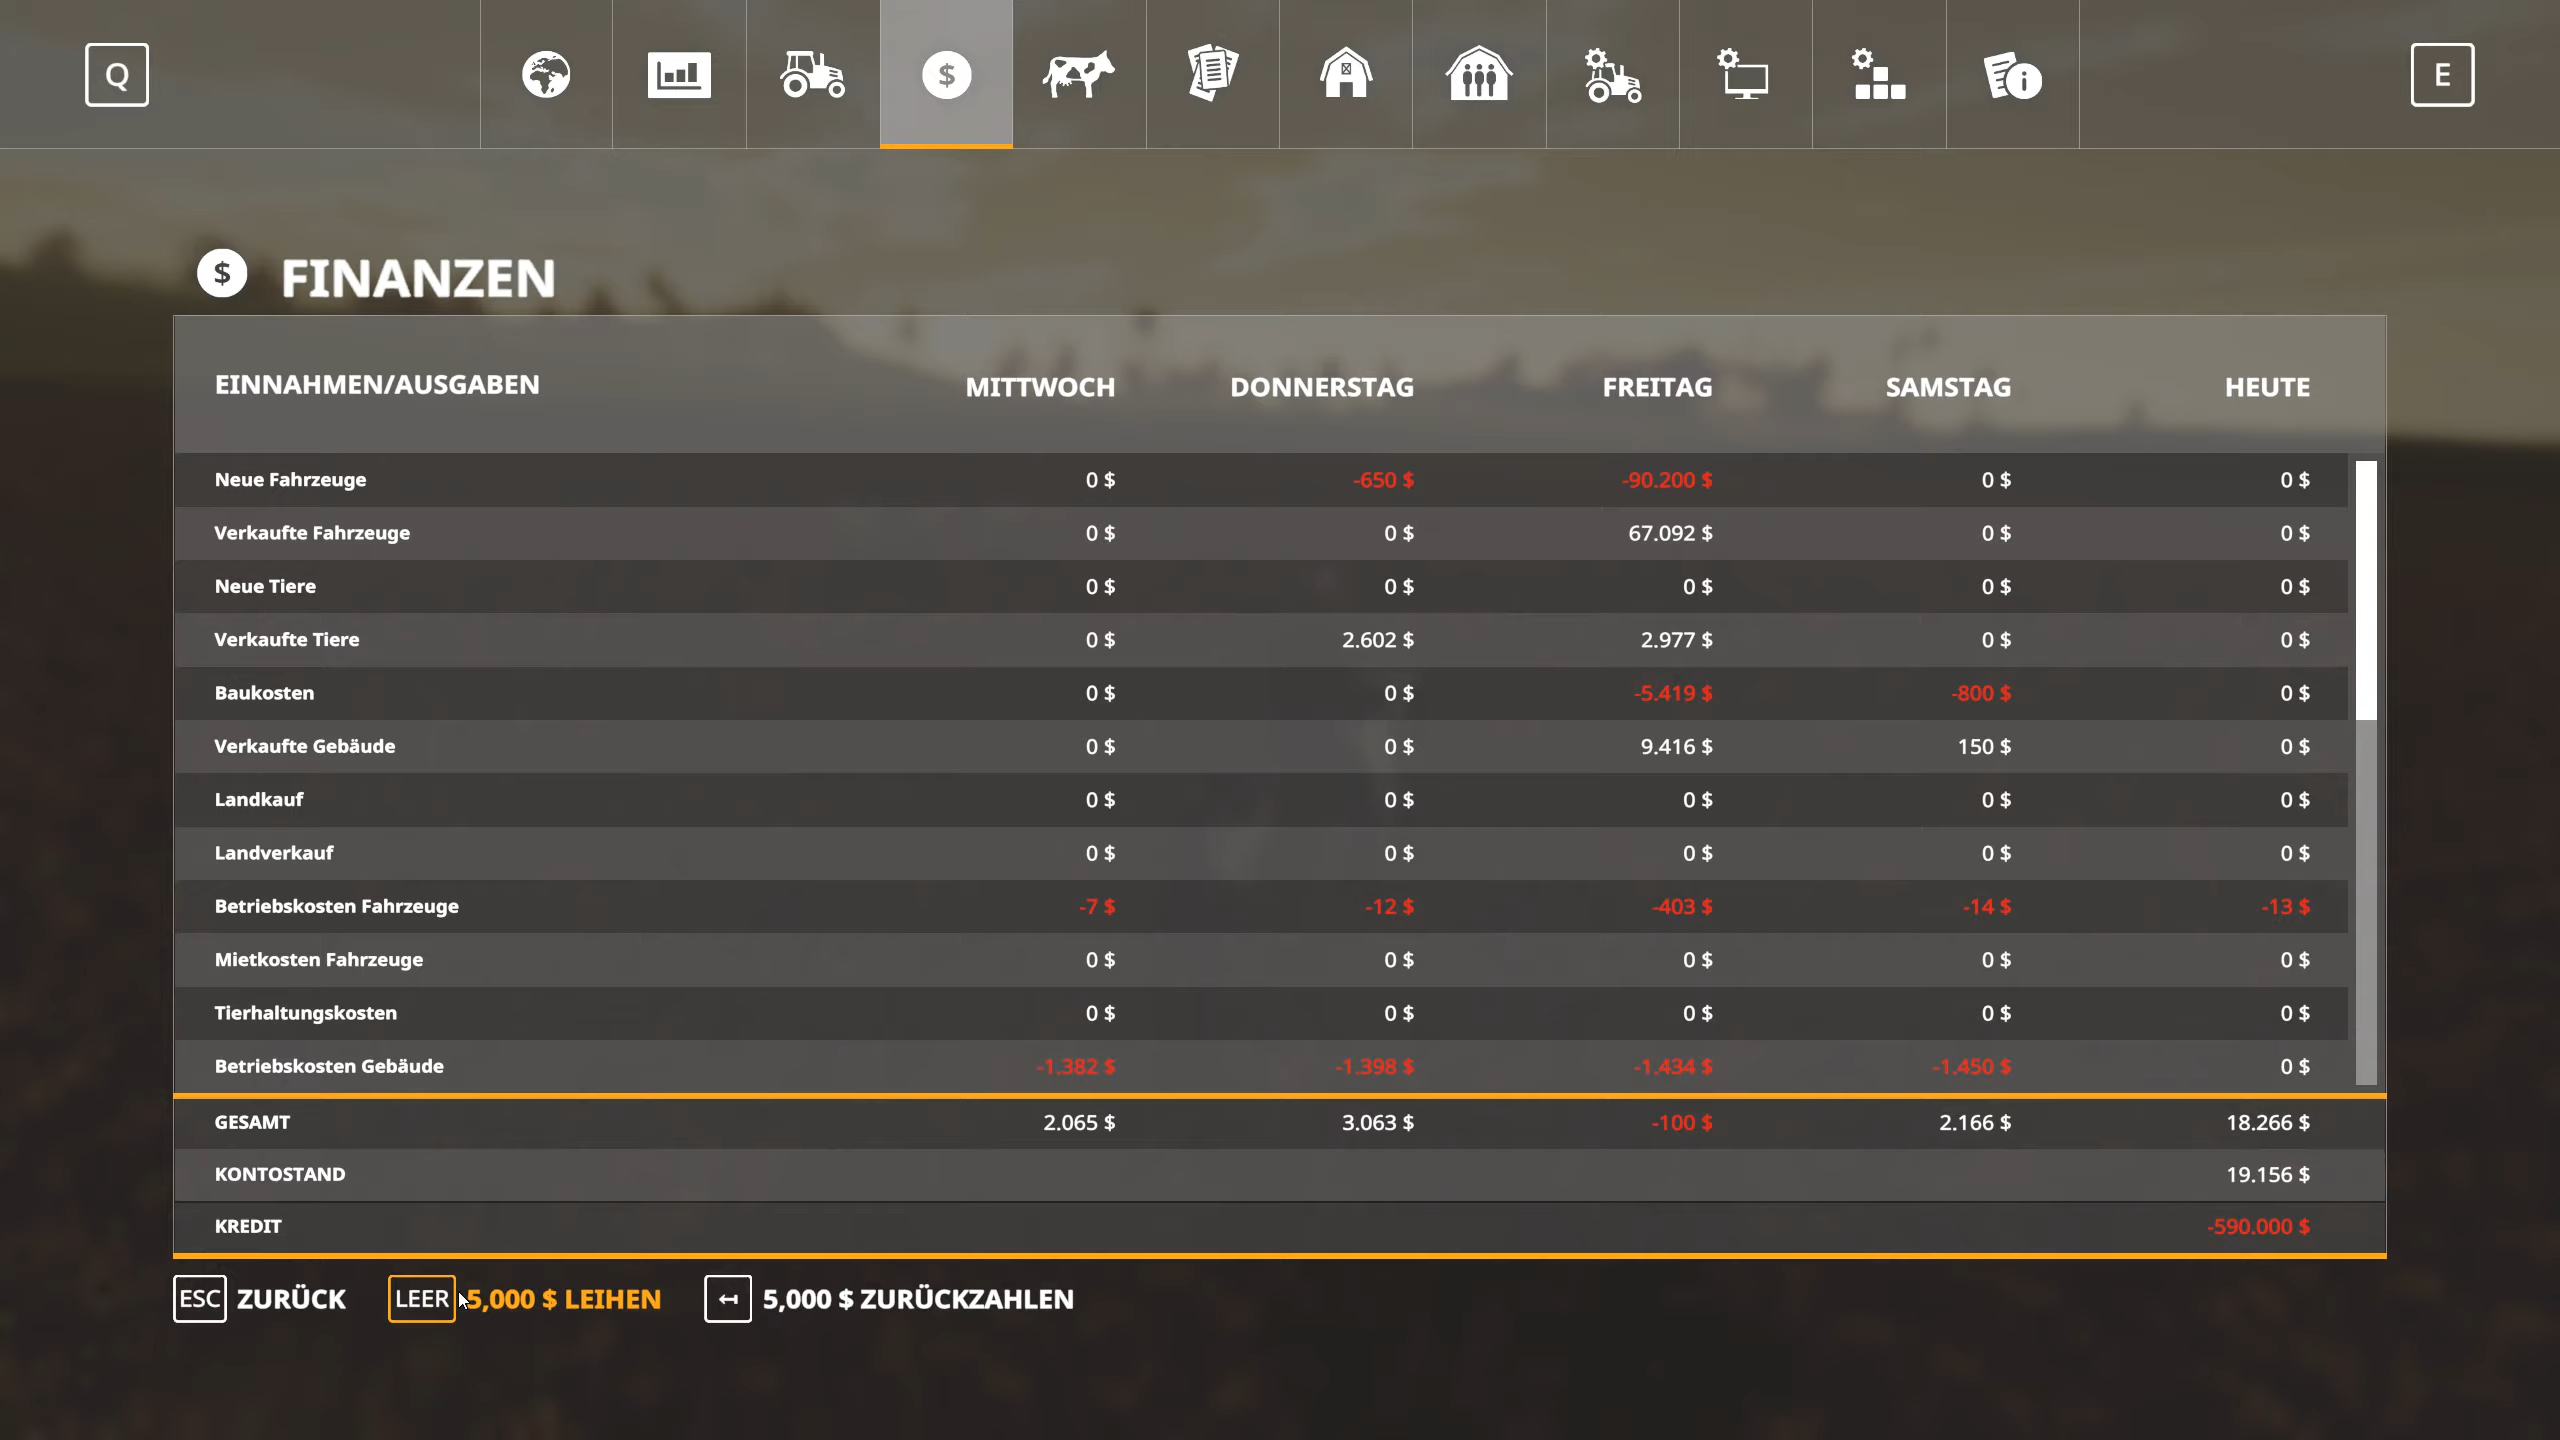 Q
$
E
$ FINANZEN
EINNAHMEN/AUSGABEN MITTWOCH DONNERSTAG FREITAG SAMSTAG HEUTE
Neue Fahrzeuge 0 $ -650 $ -90.200 $ 0 $ 0 $
Verkaufte Fahrzeuge 0 $ 0 $ 67.092 $ 0 $ 0 $
Neue Tiere 0 $ 0 $ 0 $ 0 $ 0 $
Verkaufte Tiere 0 $ 2.602 $ 2.977 $ 0 $ 0 $
Baukosten 0 $ 0 $ -5.419 $ -800 $ 0 $
Verkaufte Gebäude 0 $ 0 $ 9.416 $ 150 $ 0 $
Landkauf 0 $ 0 $ 0 $ 0 $ 0 $
Landverkauf 0 $ 0 $ 0 $ 0 $ 0 $
Betriebskosten Fahrzeuge -7 $ -12 $ -403 $ -14 $ -13 $
Mietkosten Fahrzeuge 0 $ 0 $ 0 $ 0 $ 0 $
Tierhaltungskosten 0 $ 0 $ 0 $ 0 $ 0 $
Betriebskosten Gebäude -1.382 $ -1.398 $ -1.434 $ -1.450 $ 0 $
GESAMT 2.065 $ 3.063 $ -100 $ 2.166 $ 18.266 $
KONTOSTAND 19.156 $
KREDIT -590.000 $
ESC ZURÜCK LEER 5,000 $ LEIHEN 5,000 $ ZURÜCKZAHLEN